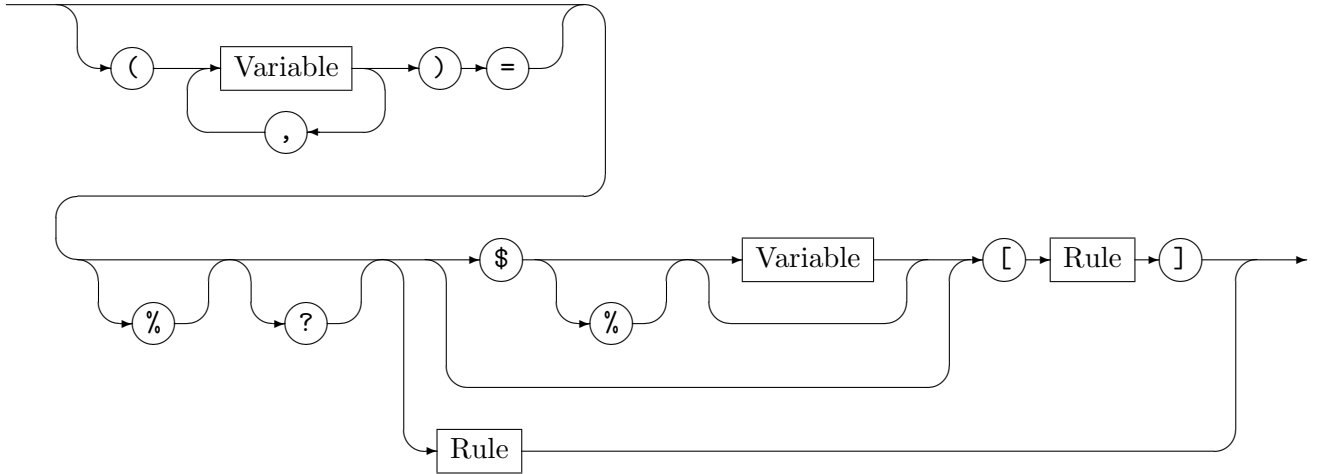 ( Variable ) =
,
$ Variable [ Rule ]
% ? %
Rule